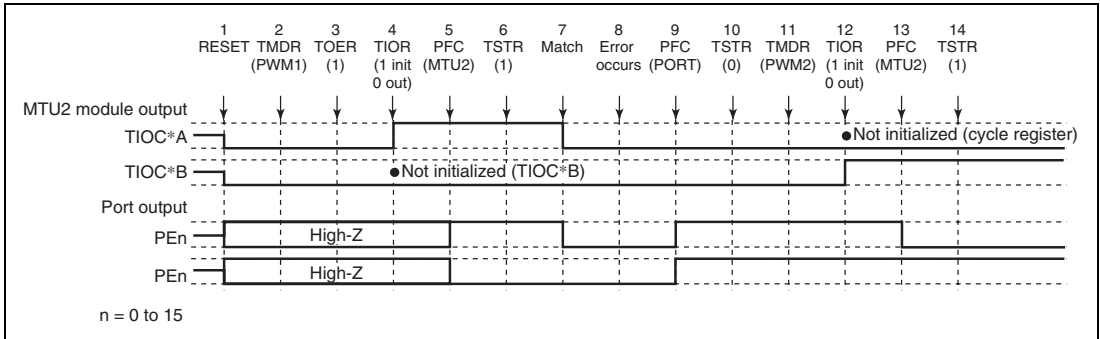 1 2 3 4 5 6 7 8 9 10 11 12 13 14
RESET TMDR TOER TIOR PFC TSTR Match Error PFC TSTR TMDR TIOR PFC TSTR
(PWM1) (1) (1 init (MTU2) (1) occurs (PORT) (0) (PWM2) (1 init (MTU2) (1)
0 out) 0 out)
MTU2 module output
TIOC*A ●Not initialized (cycle register)
TIOC*B ●Not initialized (TIOC*B)
Port output
PEn High-Z
PEn High-Z
n = 0 to 15